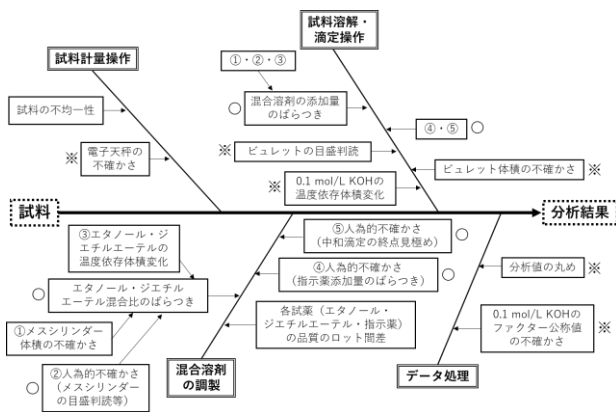 試料溶解・
滴定操作
試料計量操作
①・②・③
試料の不均一性
○
混合溶剤の添加量
のばらつき
④・⑤
○
※
電子天秤の
不確かさ
※
ビュレットの目盛判読
ビュレット体積の不確かさ
※
※
0.1 mol/L KOHの
温度依存体積変化
試料
分析結果
③エタノール・ジ
エチルエーテルの
温度依存体積変化
⑤人為的不確かさ
(中和滴定の終点見極め)
○
④人為的不確かさ
(指示薬添加量のばらつき)
○
分析値の丸め
※
○
エタノール・ジエチル
エーテル混合比のばらつき
各試薬(エタノール・
ジエチルエーテル・指示薬)
の品質のロット間差
0.1 mol/L KOHの
ファクター公称値
の不確かさ
※
①メスシリンダー
体積の不確かさ
○
②人為的不確かさ
(メスシリンダー
の目盛判読等)
混合溶剤
の調製
データ処理